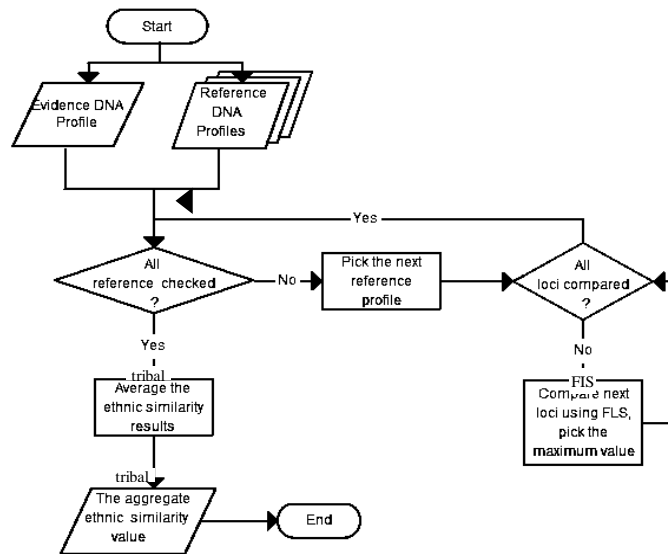 Start
Evidence DNA
Profile
Reference
DNA
Profiles
Yes
All
reference checked
?
No
Pick the next
reference
profile
All
loci compared
?
Yes
No
tribal
Average the
ethnic similarity
results
FIS
Compare next
loci using FLS,
pick the
maximum value
tribal
The aggregate
ethnic similarity
value
End